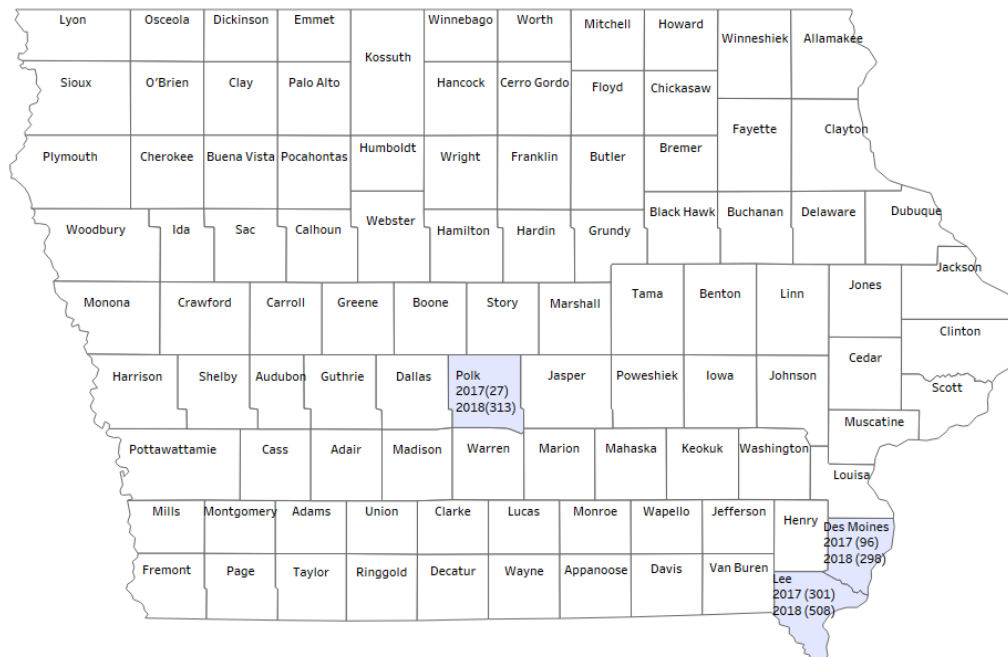 Lyon
Osceola
Dickinson
Emmet
Winnebago
Worth
Mitchell
Howard
Kossuth
Winneshiek
Allamakee
Sioux
O’Brien
Clay
Palo Alto
Hancock
Cerro Gordo
Floyd
Chickasaw
Fayette
Clayton
Plymouth
Cherokee
Buena Vista
Pocahontas
Humboldt
Wright
Franklin
Butler
Bremer
Woodbury
Ida
Sac
Calhoun
Webster
Hamilton
Hardin
Grundy
Black Hawk
Buchanan
Delaware
Dubuque
Jackson
Monona
Crawford
Carroll
Greene
Boone
Story
Marshall
Tama
Benton
Linn
Jones
Clinton
Cedar
Harrison
Shelby
Audubon
Guthrie
Dallas
Polk
2017(27)
2018(313)
Jasper
Poweshiek
Iowa
Johnson
Scott
Muscatine
Pottawattamie
Cass
Adair
Madison
Warren
Marion
Mahaska
Keokuk
Washington
Louisa
Mills
Montgomery
Adams
Union
Clarke
Lucas
Monroe
Wapello
Jefferson
Henry
Des Moines
2017 (96)
2018 (298)
Fremont
Page
Taylor
Ringgold
Decatur
Wayne
Appanoose
Davis
Van Buren
Lee
2017 (301)
2018 (508)